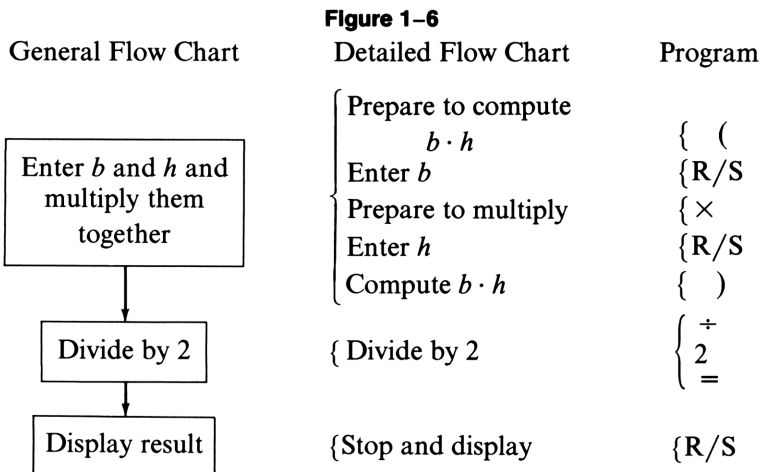 Figure 1–6
General Flow Chart Detailed Flow Chart Program
Enter b and h and
multiply them
together
Prepare to compute
b · h
Enter b
Prepare to multiply
Enter h
Compute b · h
{ (
{R/S
{ ×
{R/S
{ )
Divide by 2
{ Divide by 2
÷
2
=
Display result
{Stop and display
{R/S